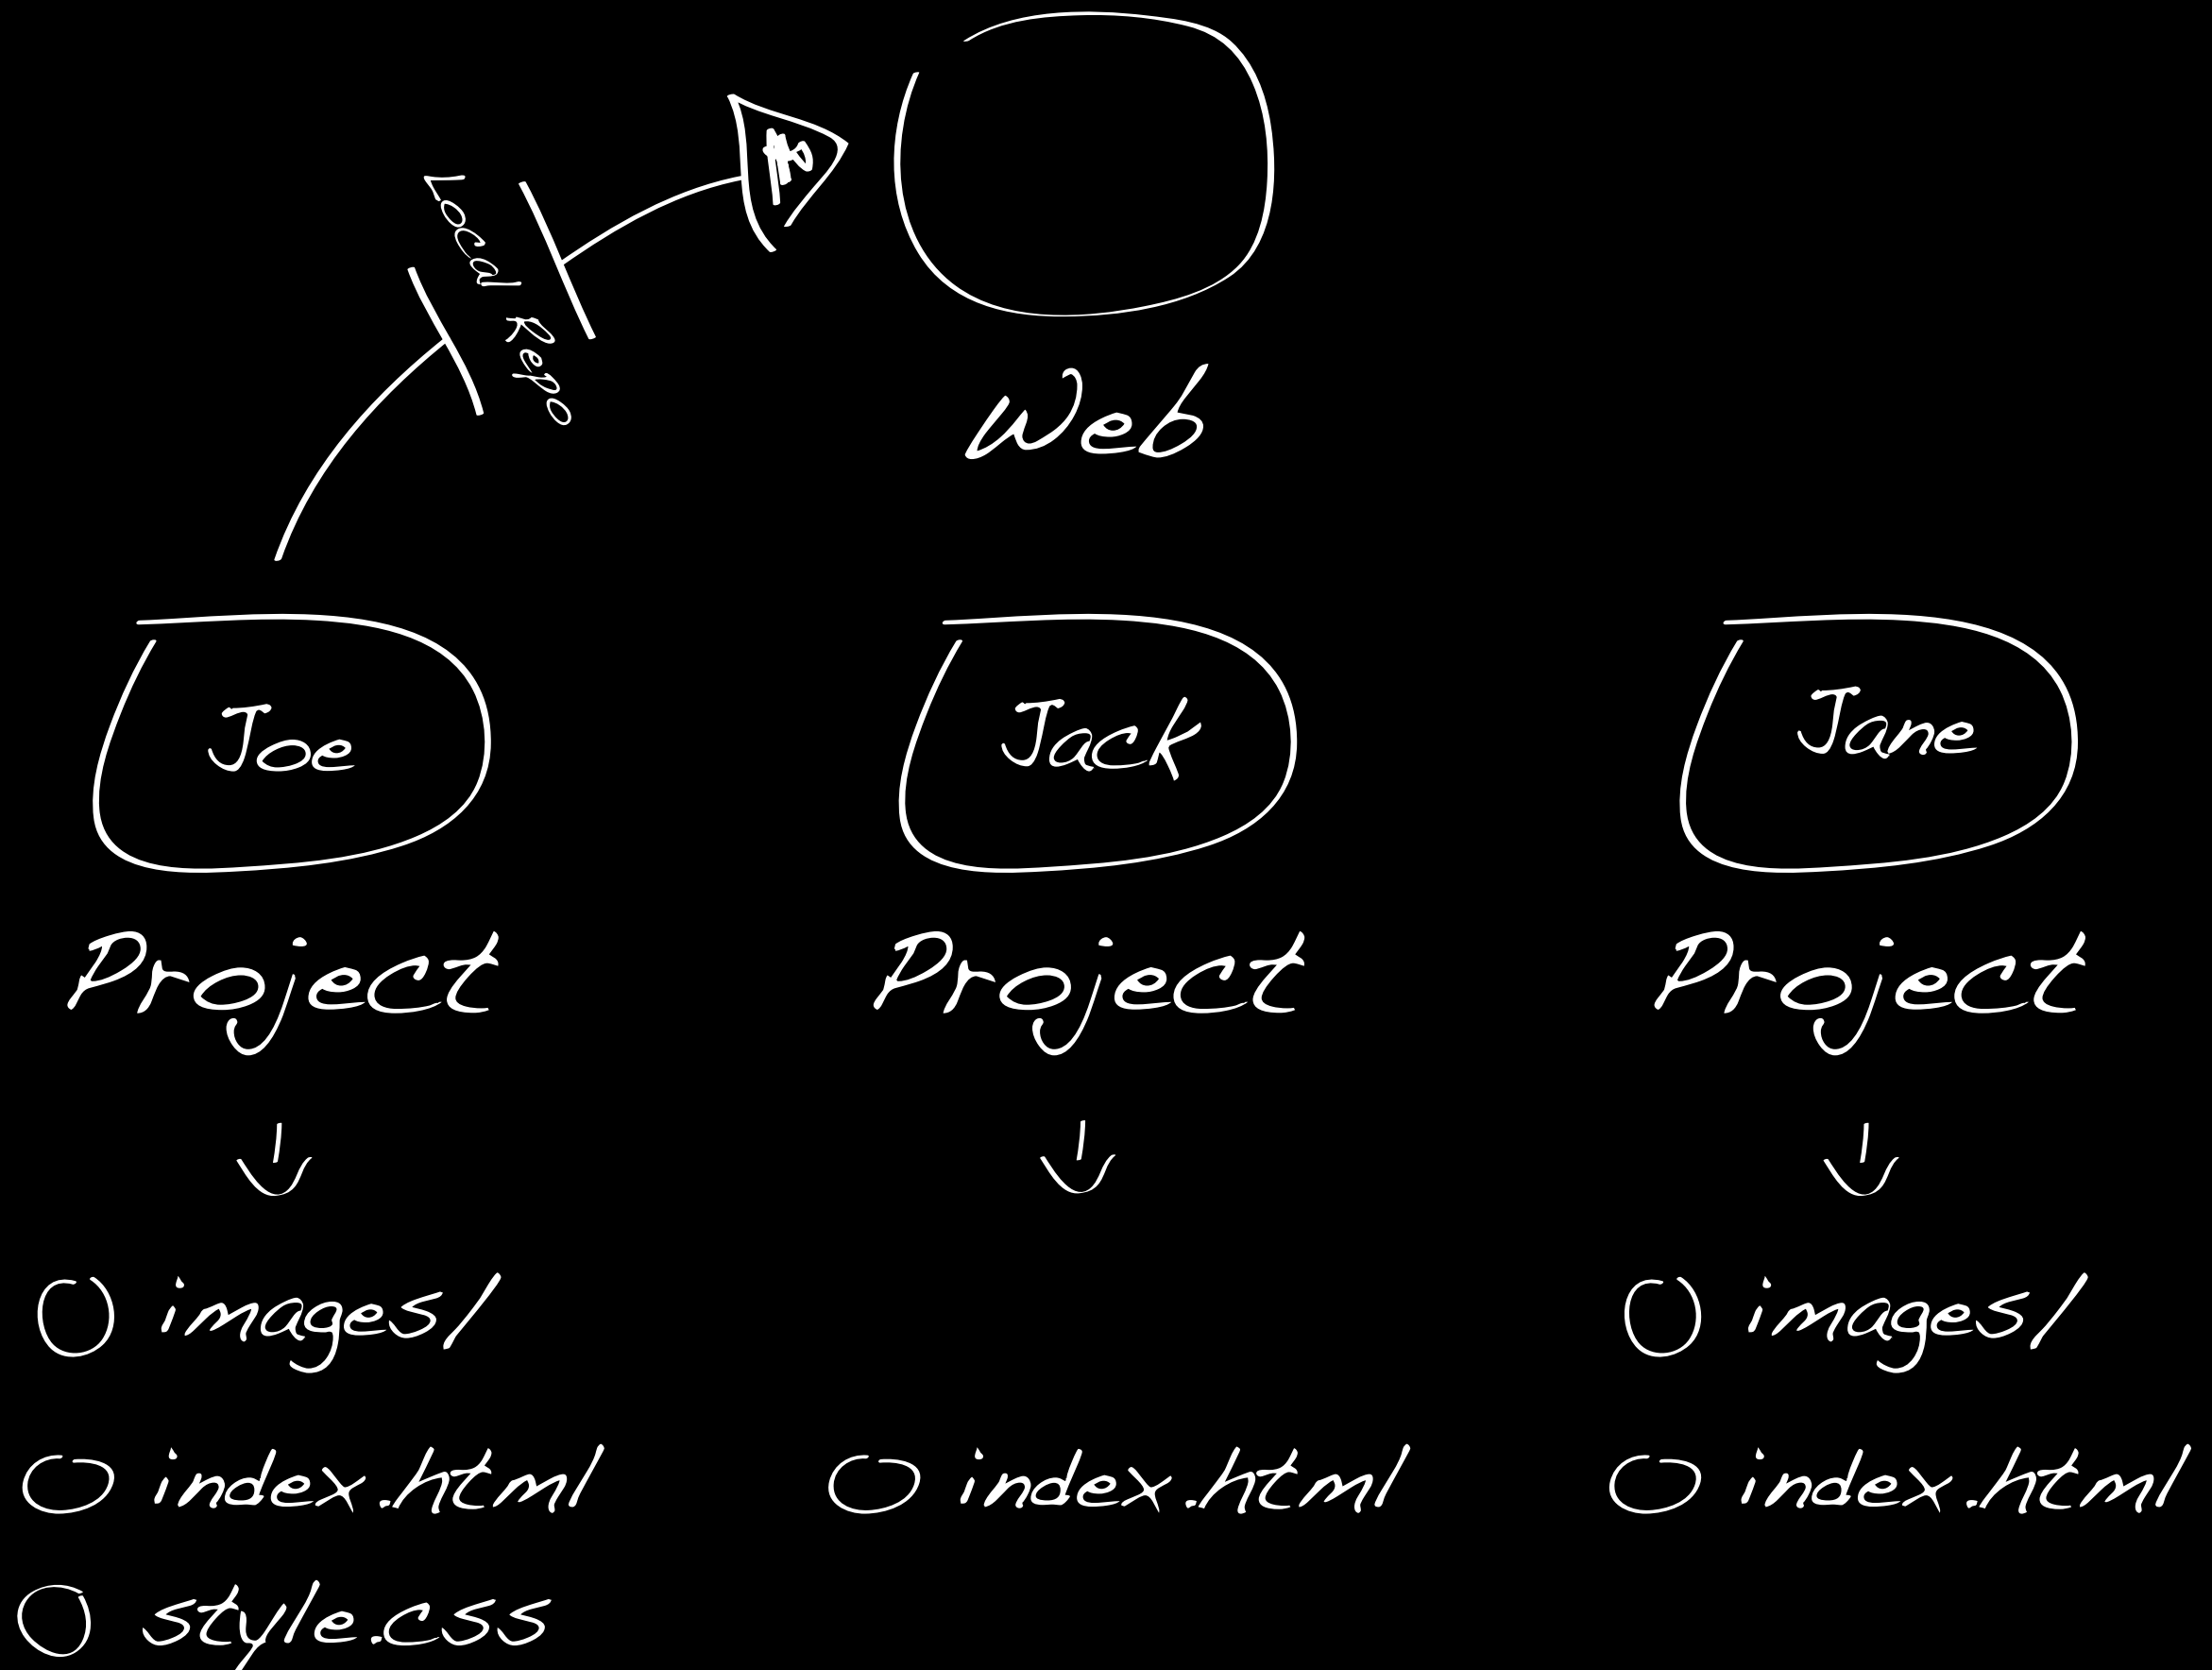 Local Repo
Web
Joe
Jack
Jane
Project
Project
Project
images/
images/
index.html
index.html
index.html
style.css